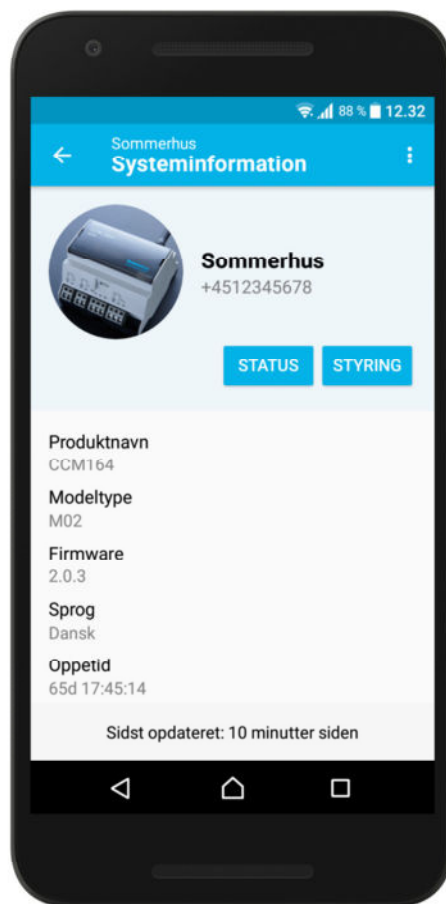 88 % 12.32
Sommerhus
Systeminformation
Sommerhus
+4512345678
STATUS STYRING
Produktnavn
CCM164
Modeltype
M02
Firmware
2.0.3
Sprog
Dansk
Oppetid
65d 17:45:14
Sidst opdateret: 10 minutter siden